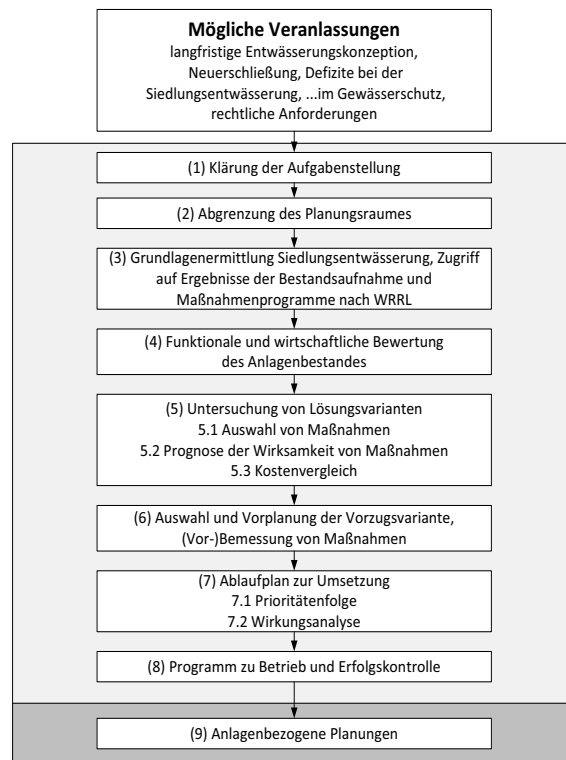 Mögliche Veranlassungen
langfristige Entwässerungskonzeption,
Neuerschließung, Defizite bei der
Siedlungsentwässerung, ...im Gewässerschutz,
rechtliche Anforderungen
(1) Klärung der Aufgabenstellung
(2) Abgrenzung des Planungsraumes
(3) Grundlagenermittlung Siedlungsentwässerung, Zugriff
auf Ergebnisse der Bestandsaufnahme und
Maßnahmenprogramme nach WRRL
(4) Funktionale und wirtschaftliche Bewertung
des Anlagenbestandes
(5) Untersuchung von Lösungsvarianten
5.1 Auswahl von Maßnahmen
5.2 Prognose der Wirksamkeit von Maßnahmen
5.3 Kostenvergleich
(6) Auswahl und Vorplanung der Vorzugsvariante,
(Vor-)Bemessung von Maßnahmen
(7) Ablaufplan zur Umsetzung
7.1 Prioritätenfolge
7.2 Wirkungsanalyse
(8) Programm zu Betrieb und Erfolgskontrolle
(9) Anlagenbezogene Planungen